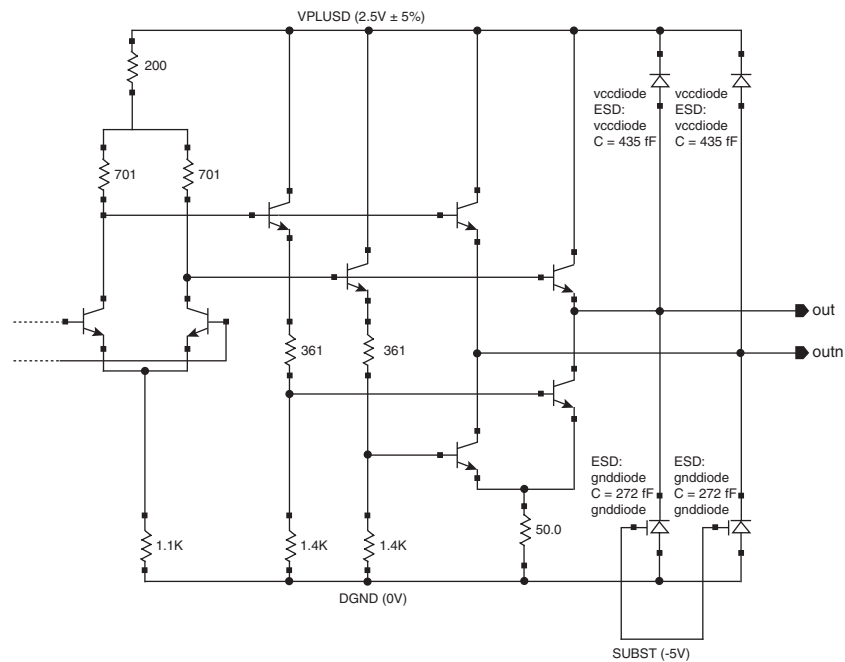 VPLUSD (2.5V ± 5%)
200
vccdiode
ESD:
vccdiode
C = 435 fF
vccdiode
ESD:
vccdiode
C = 435 fF
701
701
out
361
361
outn
ESD:
gnddiode
C = 272 fF
gnddiode
ESD:
gnddiode
C = 272 fF
gnddiode
1.1K
1.4K
1.4K
50.0
DGND (0V)
SUBST (-5V)